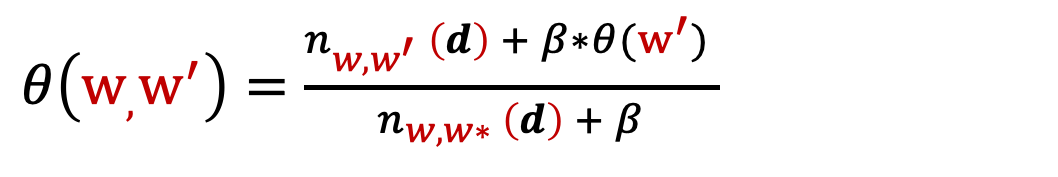 θ(w,w′) = (n_{w,w′} (d) + β*θ(w′)) / (n_{w,w*} (d) + β)